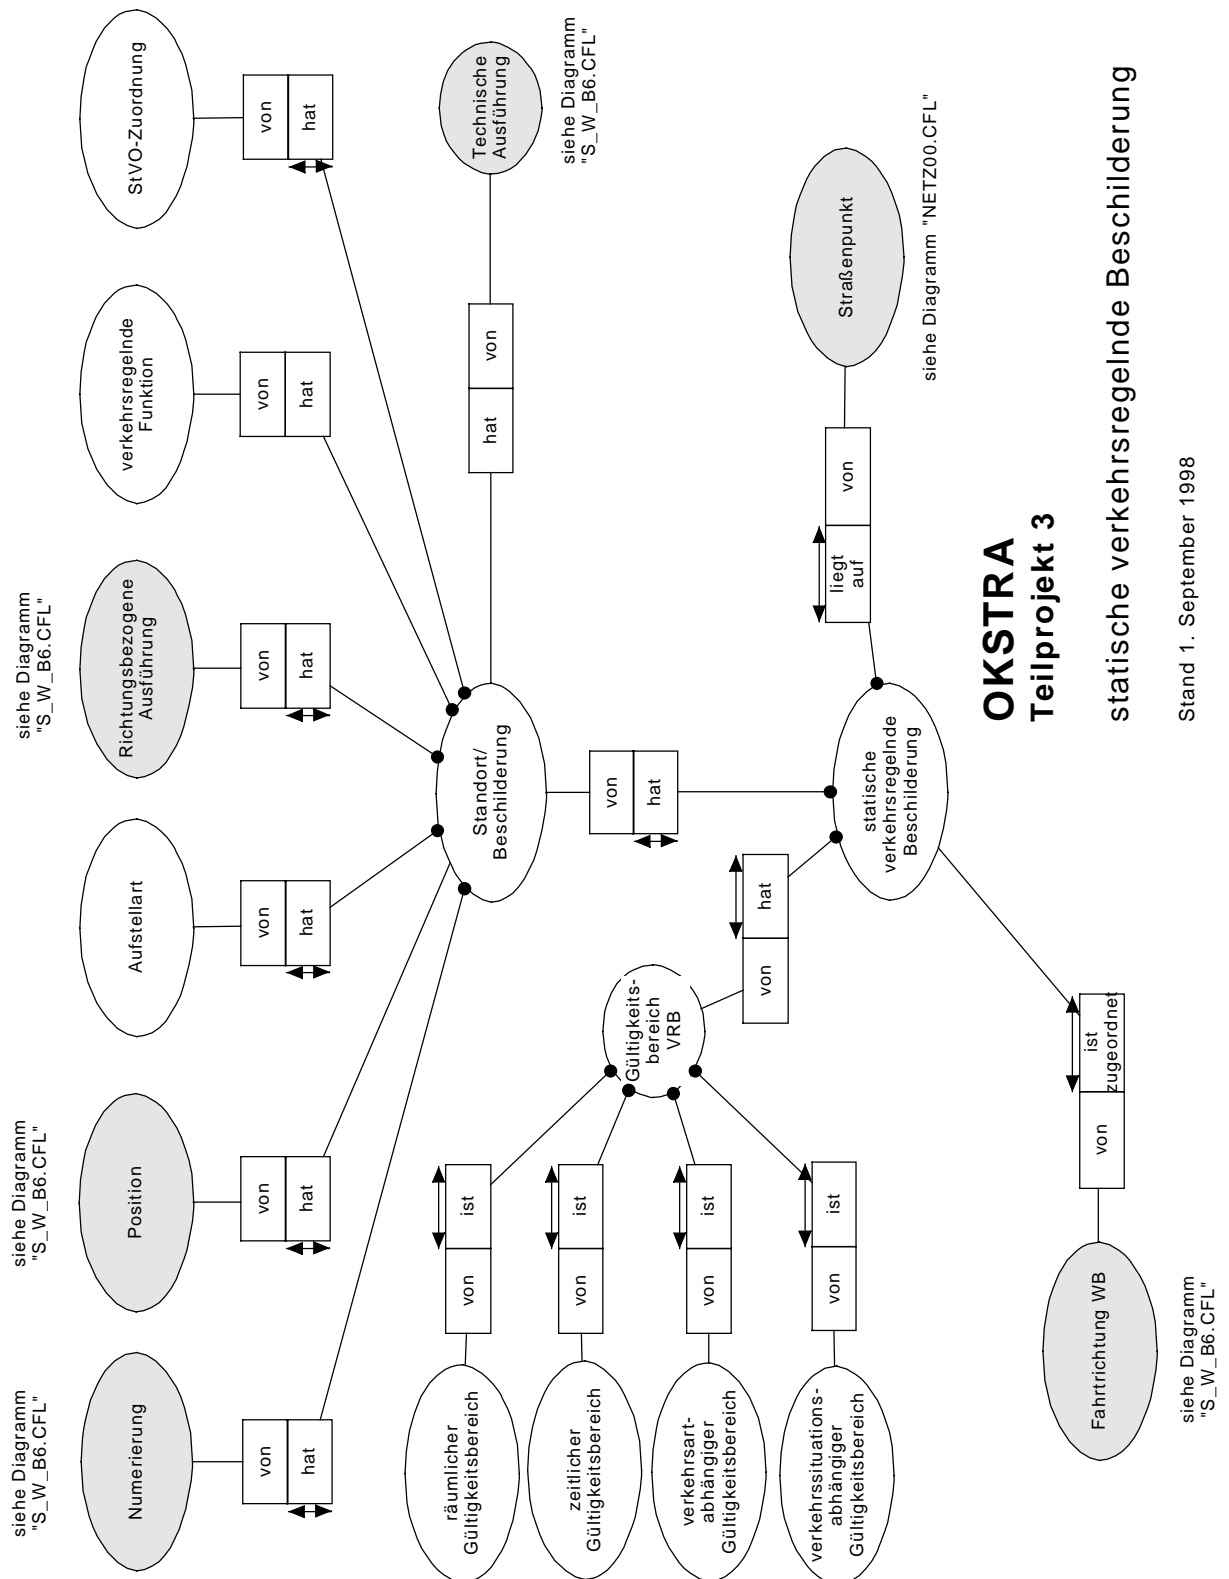 siehe Diagramm
"S_W_B6.CFL"
Numerierung
von
hat
siehe Diagramm
"S_W_B6.CFL"
Position
von
hat
Aufstellart
von
hat
siehe Diagramm
"S_W_B6.CFL"
Richtungsbezogene
Ausführung
von
hat
verkehrsregelnde
Funktion
von
hat
StVO-Zuordnung
von
hat
Standort/
Beschilderung
hat
von
Technische
Ausführung
siehe Diagramm
"S_W_B6.CFL"
von
hat
räumlicher
Gültigkeitsbereich
von
ist
zeitlicher
Gültigkeitsbereich
von
ist
verkehrsart-
abhängiger
Gültigkeitsbereich
von
ist
verkehrssituations-
abhängiger
Gültigkeitsbereich
von
ist
Gültigkeits-
bereich
VRB
von
hat
statische
verkehrsregelnde
Beschilderung
liegt
auf
von
Straßenpunkt
siehe Diagramm "NETZ00.CFL"
Fahrtrichtung WB
von
ist
zugeordnet
siehe Diagramm
"S_W_B6.CFL"
OKSTRA
Teilprojekt 3
statische verkehrsregelnde Beschilderung
Stand 1. September 1998